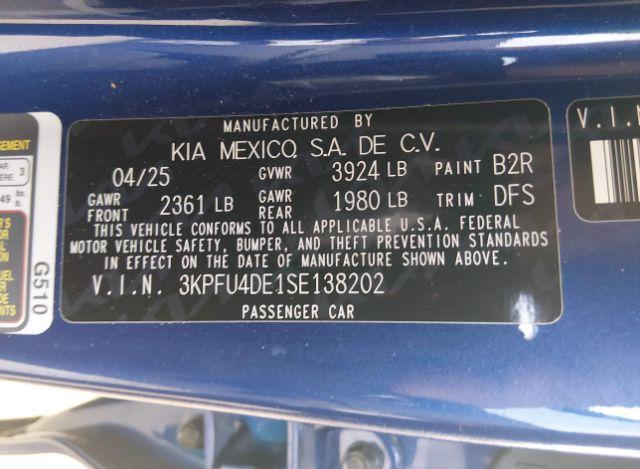 MANUFACTURED BY
KIA MEXICO, S.A. DE C.V.
04/25 GVWR 3924 LB PAINT B2R
GAWR FRONT 2361 LB GAWR REAR 1980 LB TRIM DFS
THIS VEHICLE CONFORMS TO ALL APPLICABLE U.S.A. FEDERAL
MOTOR VEHICLE SAFETY, BUMPER, AND THEFT PREVENTION STANDARDS
IN EFFECT ON THE DATE OF MANUFACTURE SHOWN ABOVE.
V.I.N. 3KPFU4DE1SE138202
PASSENGER CAR
G510
3
lbs.
V.I.N